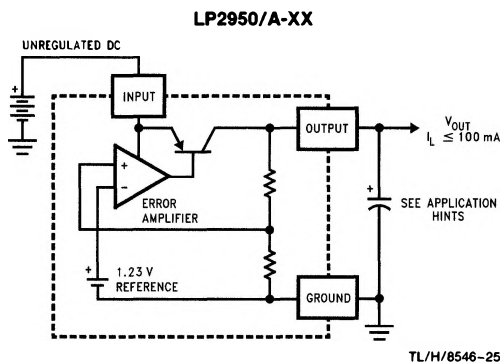 LP2950/A-XX
UNREGULATED DC
+
INPUT
OUTPUT
V_OUT
I_L ≤ 100 mA
+
−
ERROR
AMPLIFIER
+
SEE APPLICATION
HINTS
+
1.23 V
REFERENCE
GROUND
TL/H/8546-25